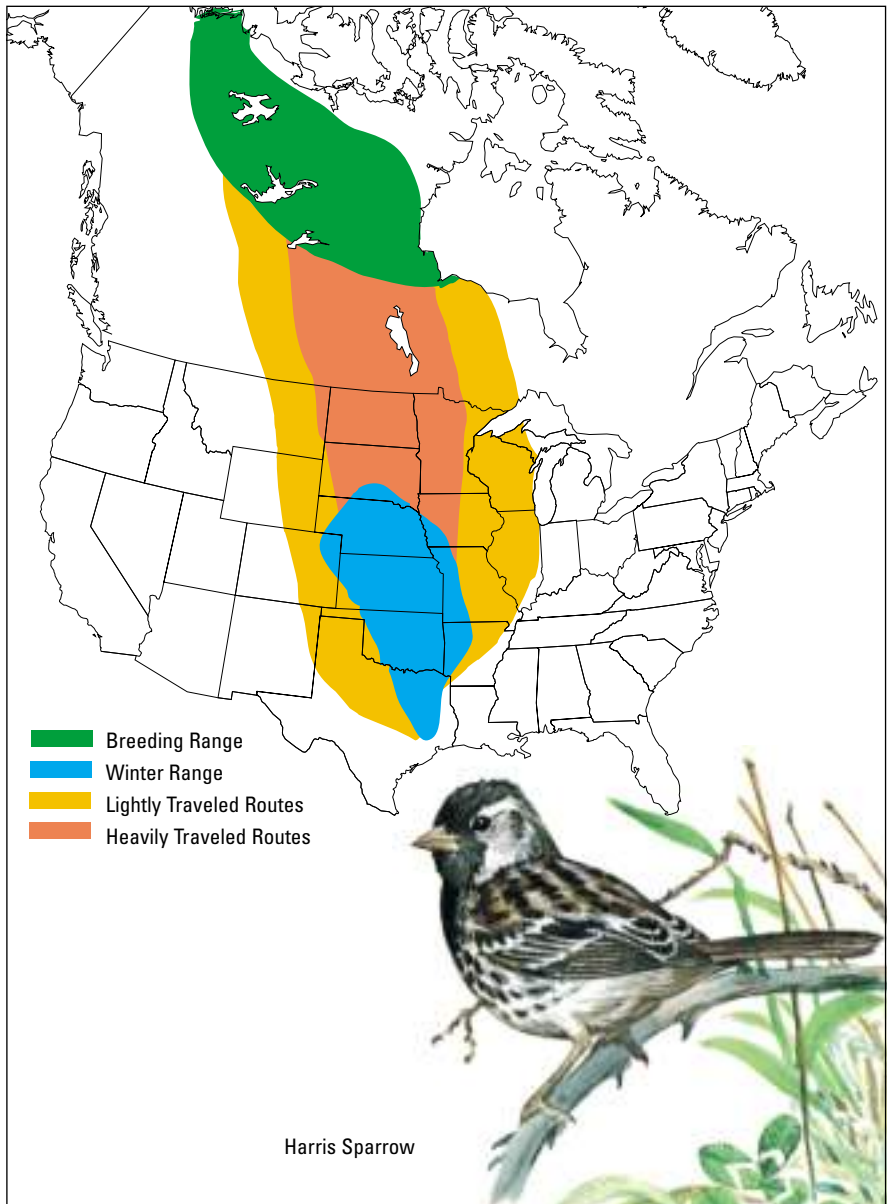 Breeding Range
Winter Range
Lightly Traveled Routes
Heavily Traveled Routes
Harris Sparrow